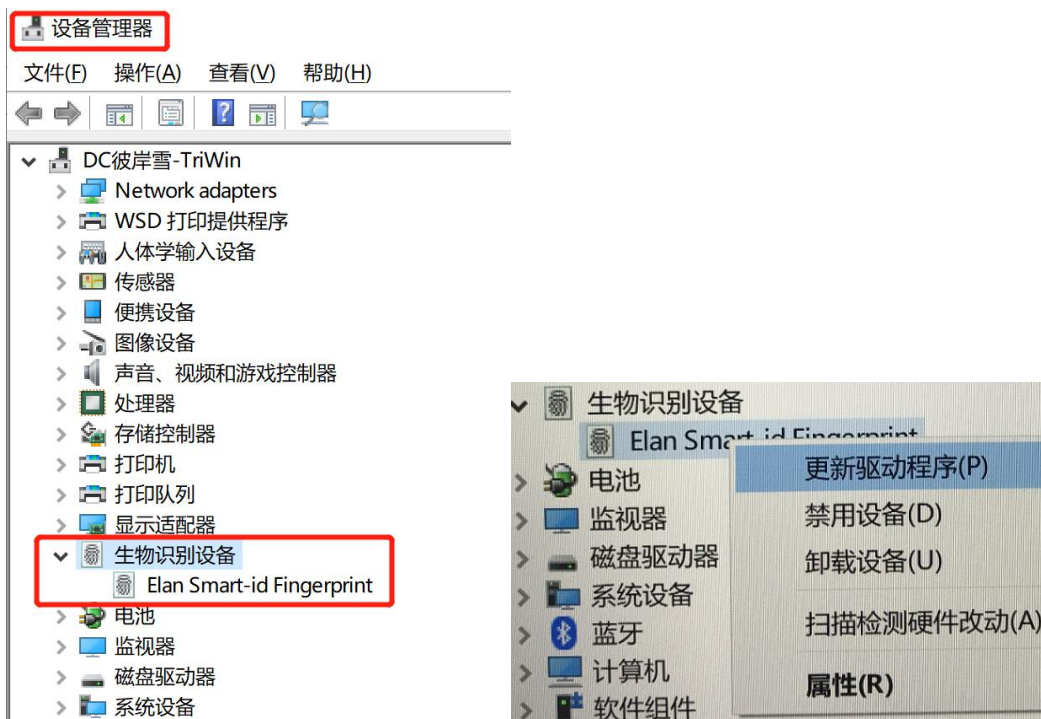 设备管理器
文件(F) 操作(A) 查看(V) 帮助(H)
DC彼岸雪-TriWin
Network adapters
WSD 打印提供程序
人体学输入设备
传感器
便携设备
图像设备
声音、视频和游戏控制器
处理器
存储控制器
打印机
打印队列
显示适配器
生物识别设备
Elan Smart-id Fingerprint
电池
监视器
磁盘驱动器
系统设备
生物识别设备
Elan Smart-id Fingerprint
电池
监视器
磁盘驱动器
系统设备
蓝牙
计算机
软件组件
更新驱动程序(P)
禁用设备(D)
卸载设备(U)
扫描检测硬件改动(A)
属性(R)